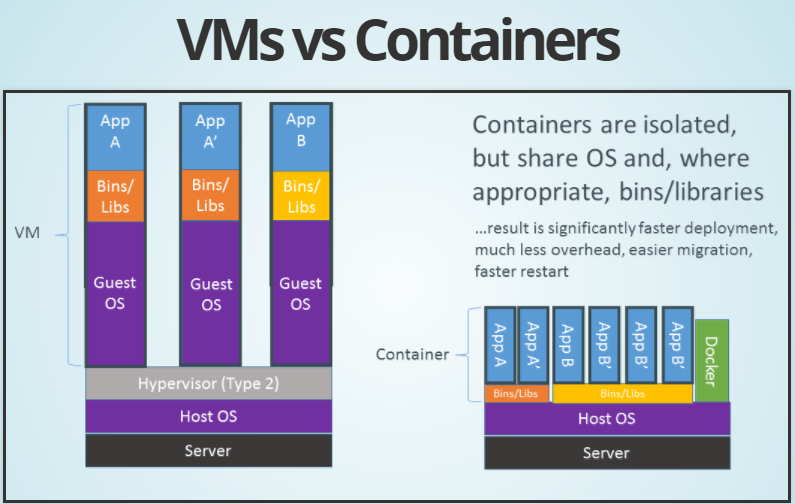 VMs vs Containers
App
A
App
A’
App
B
Bins/
Libs
Bins/
Libs
Bins/
Libs
VM
Guest
OS
Guest
OS
Guest
OS
Hypervisor (Type 2)
Host OS
Server
Containers are isolated,
but share OS and, where
appropriate, bins/libraries
...result is significantly faster deployment,
much less overhead, easier migration,
faster restart
Container
App A
App A’
App B
App B’
App B’
App B’
Docker
Bins/Libs
Bins/Libs
Host OS
Server